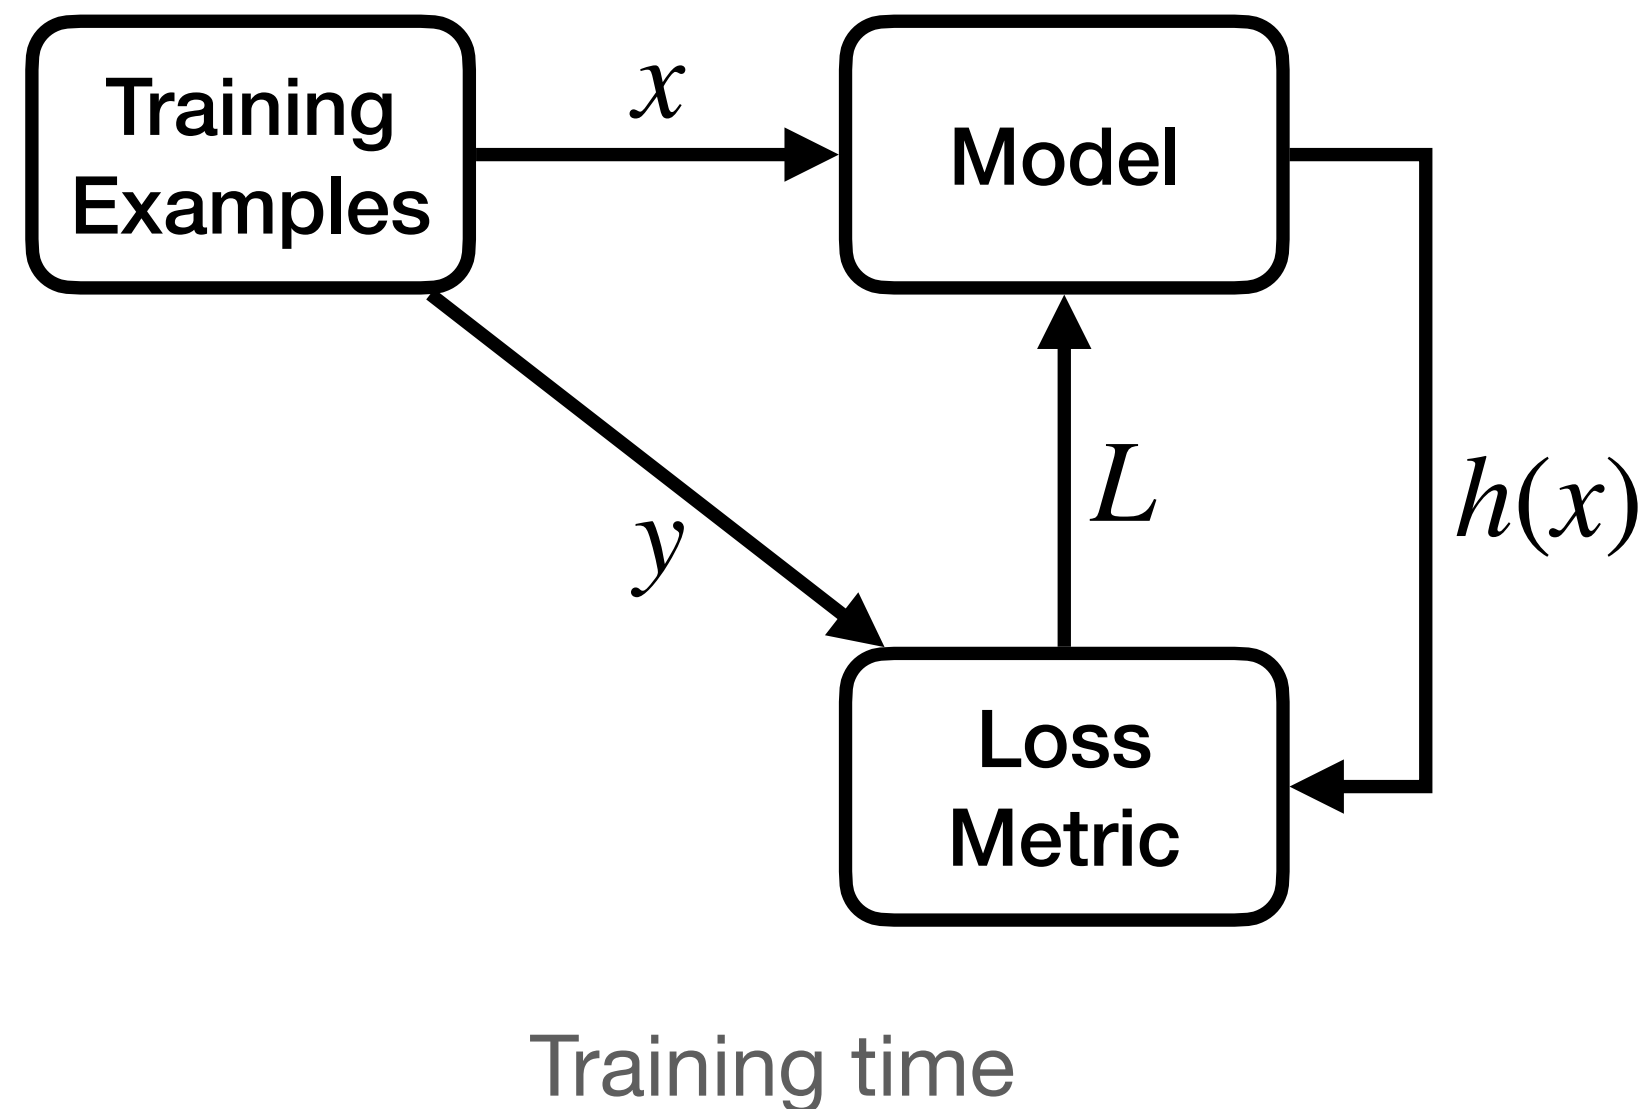 Training
Examples
x
Model
y
L
h(x)
Loss
Metric
Training time